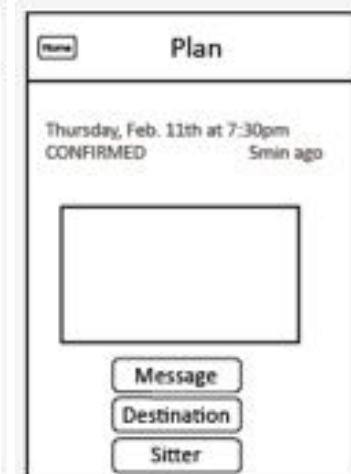 Home
Plan
Thursday, Feb. 11th at 7:30pm
CONFIRMED 5min ago
Message
Destination
Sitter